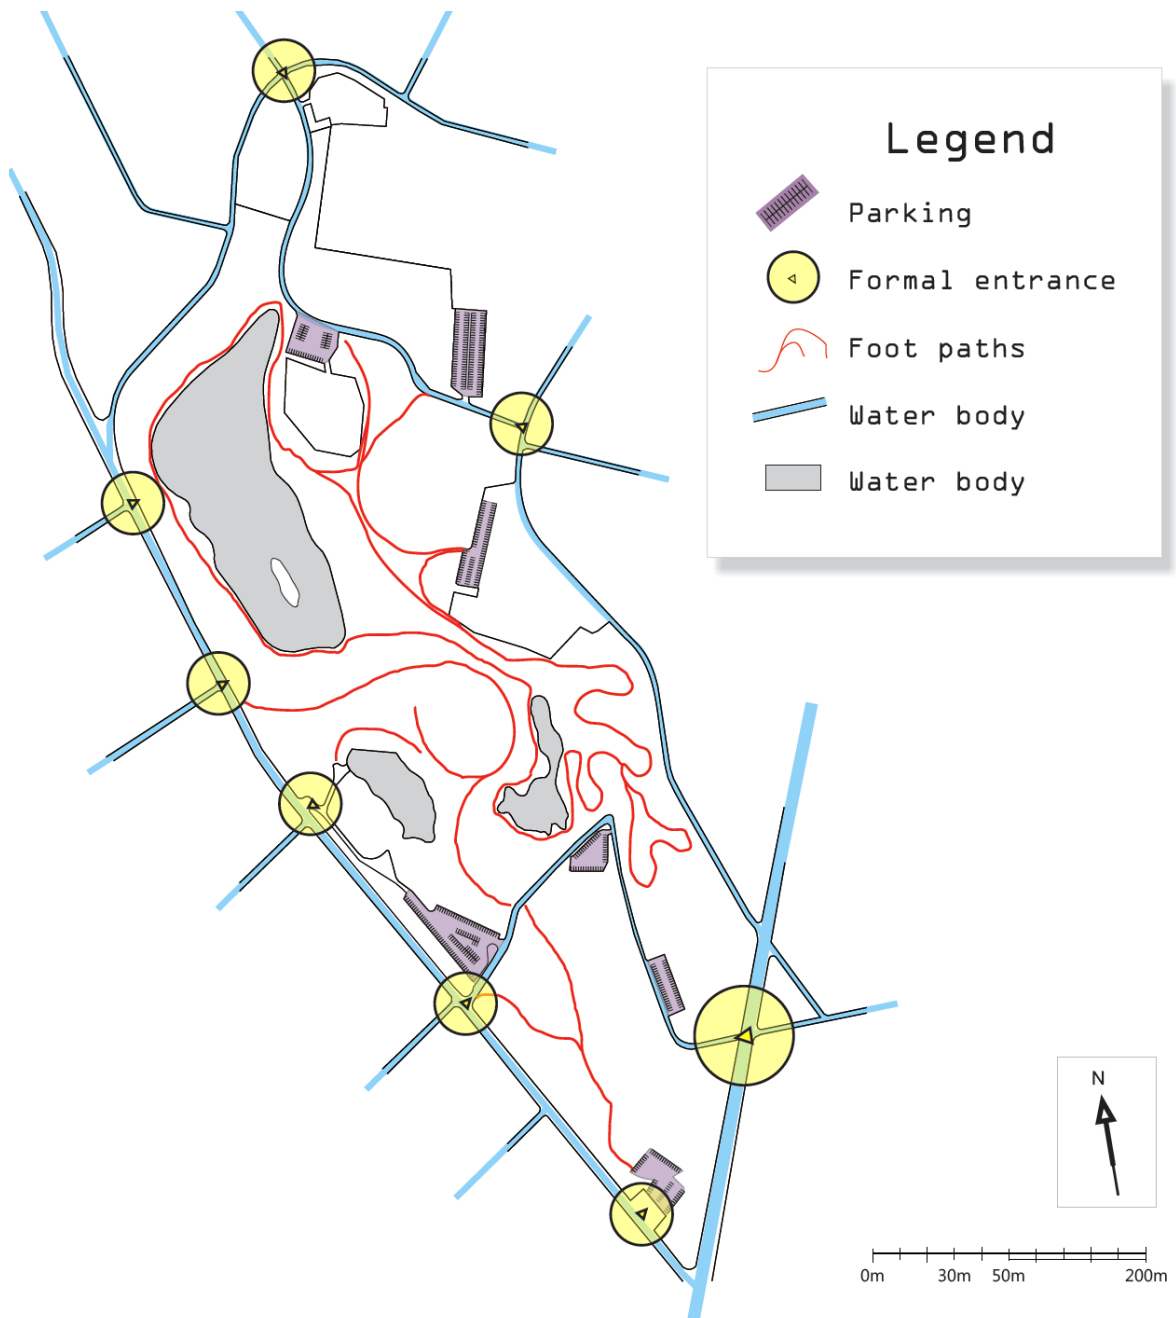 Legend
Parking
Formal entrance
Foot paths
Water body
Water body
N
0m 30m 50m 200m